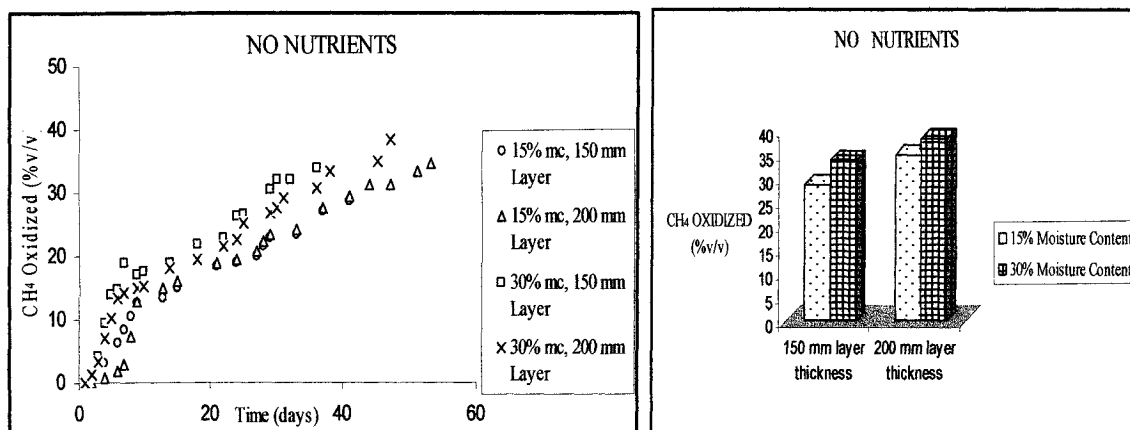 NO NUTRIENTS
CH4 Oxidized (%v/v
50
40
30
20
10
0
0 20 40 60
Time (days)
15% mc, 150 mm
Layer
15% mc, 200 mm
Layer
30% mc, 150 mm
Layer
30% mc, 200 mm
Layer
NO NUTRIENTS
CH4 OXIDIZED
(%v/v)
40
35
30
25
20
15
10
5
0
150 mm layer 200 mm layer
thickness thickness
15% Moisture Content
30% Moisture Content